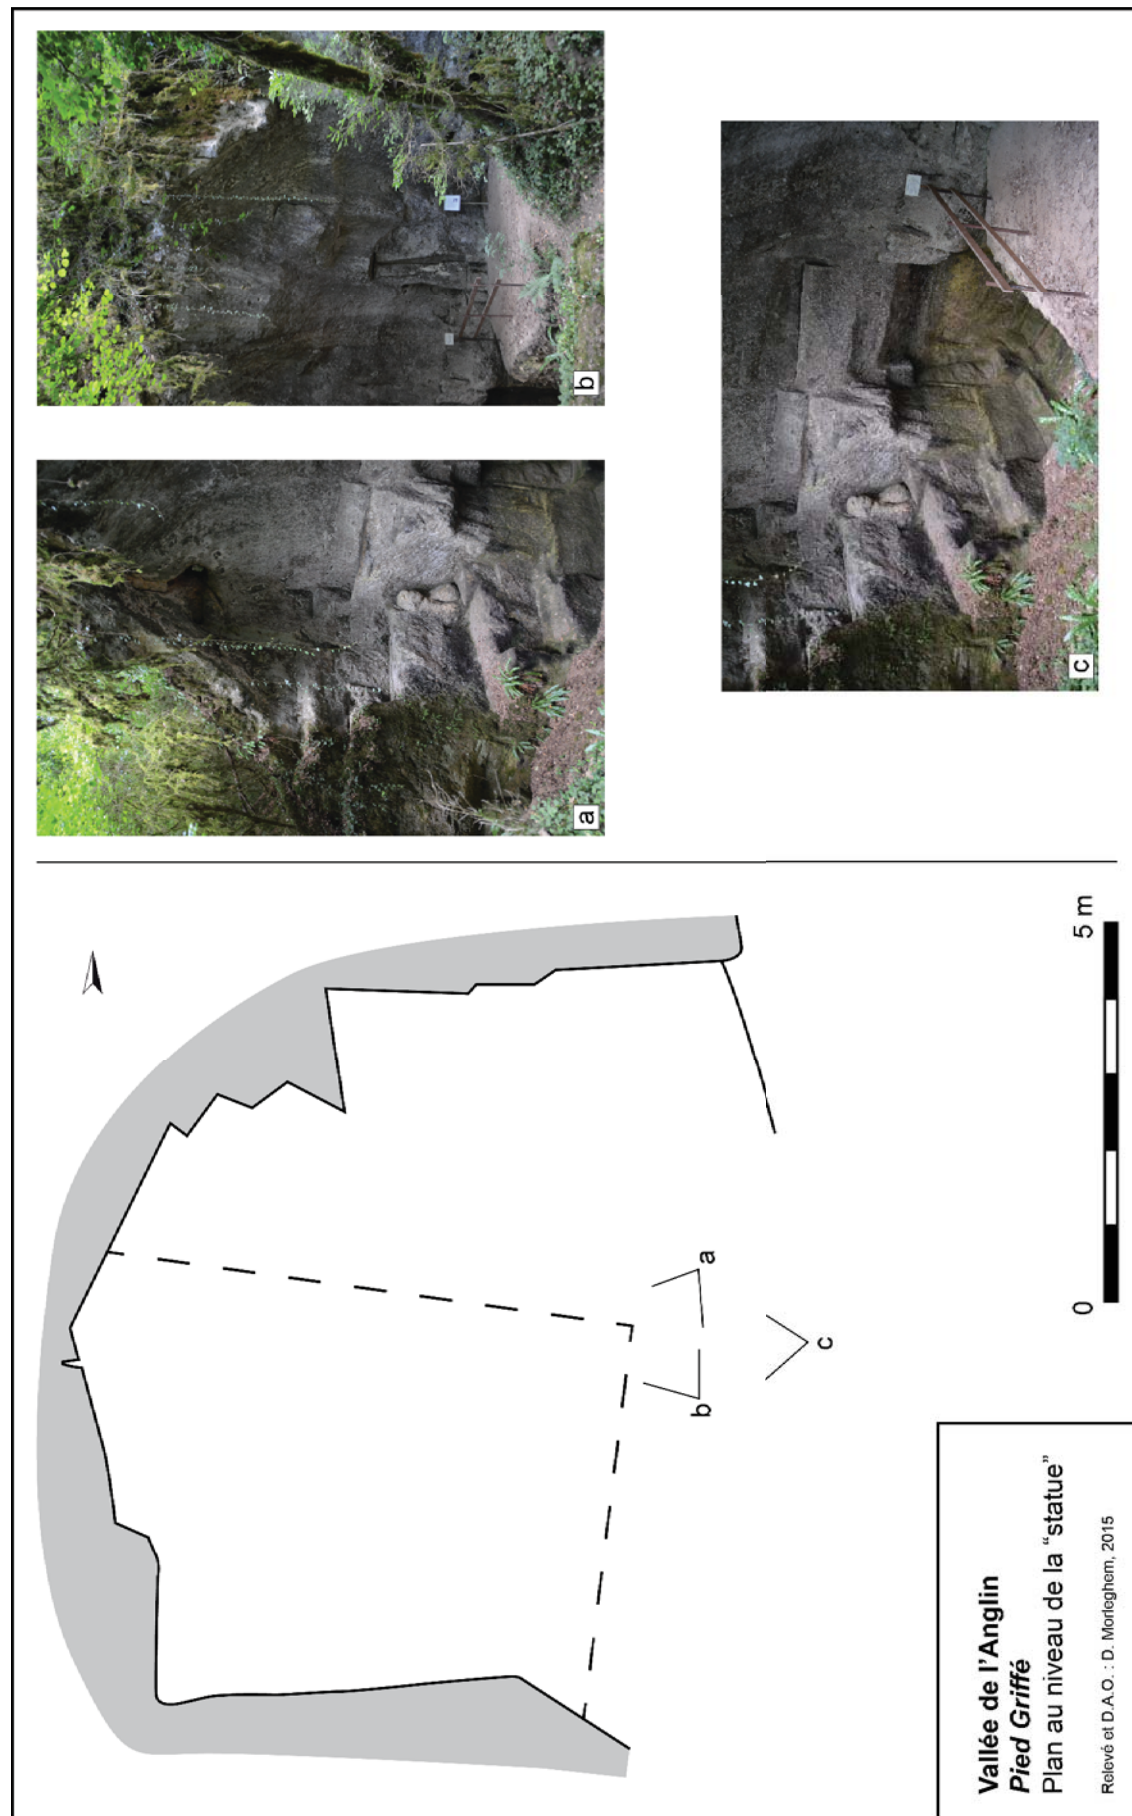 a
b
c
a
b
c
0
5 m
Vallée de l'Anglin
Pied Griffé
Plan au niveau de la “statue”
Relevé et D.A.O. : D. Morleghem, 2015